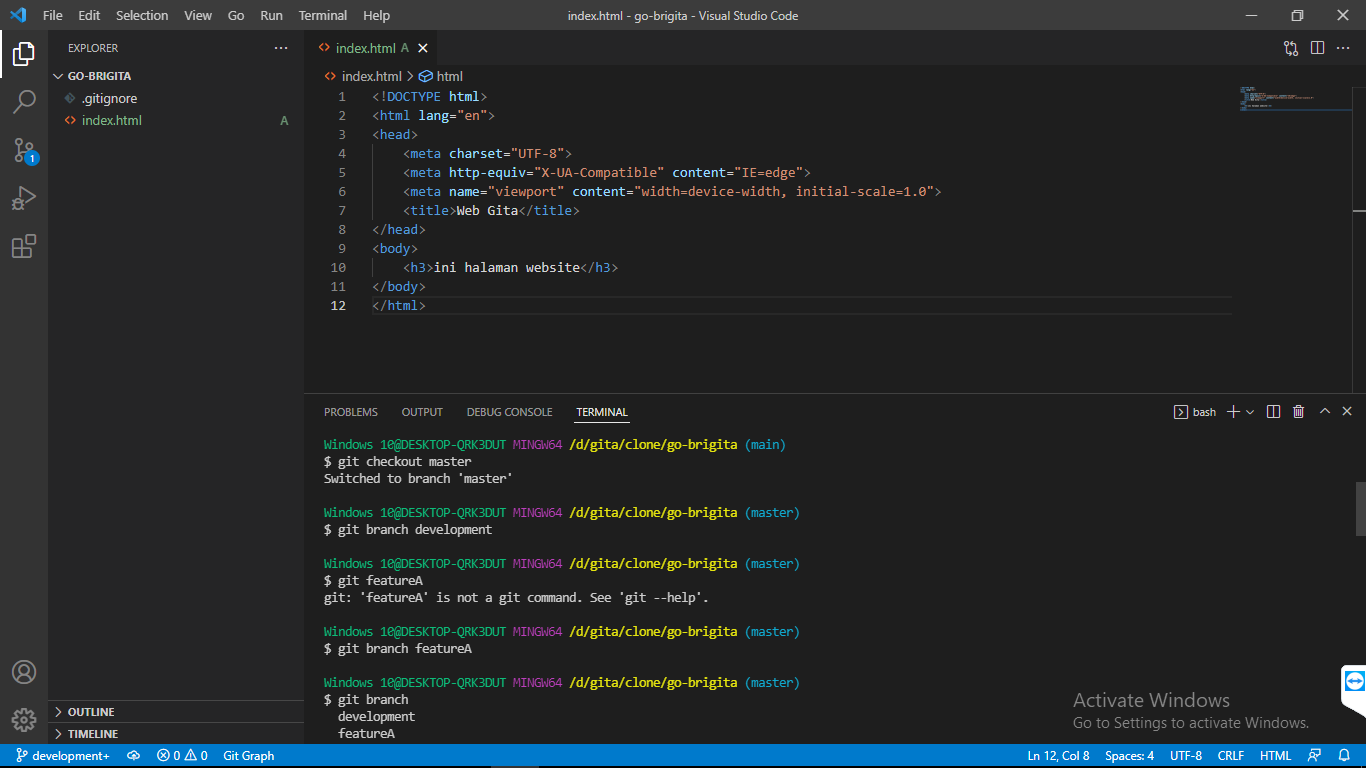 File Edit Selection View Go Run Terminal Help index.html - go-brigita - Visual Studio Code
EXPLORER
GO-BRIGITA
.gitignore
index.html A
1
index.html A
index.html > html
1 <!DOCTYPE html>
2 <html lang="en">
3 <head>
4 <meta charset="UTF-8">
5 <meta http-equiv="X-UA-Compatible" content="IE=edge">
6 <meta name="viewport" content="width=device-width, initial-scale=1.0">
7 <title>Web Gita</title>
8 </head>
9 <body>
10 <h3>ini halaman website</h3>
11 </body>
12 </html>
PROBLEMS OUTPUT DEBUG CONSOLE TERMINAL bash
Windows 10@DESKTOP-QRK3DUT MINGW64 /d/gita/clone/go-brigita (main)
$ git checkout master
Switched to branch 'master'
Windows 10@DESKTOP-QRK3DUT MINGW64 /d/gita/clone/go-brigita (master)
$ git branch development
Windows 10@DESKTOP-QRK3DUT MINGW64 /d/gita/clone/go-brigita (master)
$ git featureA
git: 'featureA' is not a git command. See 'git --help'.
Windows 10@DESKTOP-QRK3DUT MINGW64 /d/gita/clone/go-brigita (master)
$ git branch featureA
Windows 10@DESKTOP-QRK3DUT MINGW64 /d/gita/clone/go-brigita (master)
$ git branch
development
featureA
OUTLINE
TIMELINE
Activate Windows
Go to Settings to activate Windows.
development+ 0 0 Git Graph Ln 12, Col 8 Spaces: 4 UTF-8 CRLF HTML